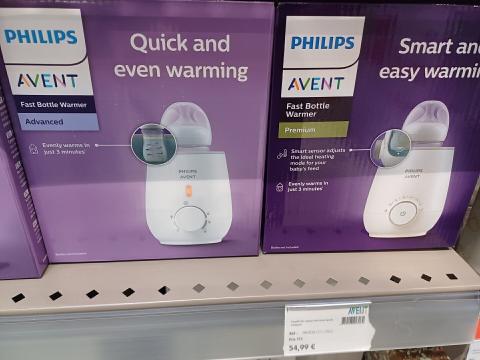 PHILIPS
AVENT
Fast Bottle Warmer
Advanced
Quick and
even warming
Evenly warms in
just 3 minutes
PHILIPS
AVENT
PHILIPS
AVENT
Fast Bottle
Warmer
Premium
Smart and
easy warming
Smart sensor adjusts
the ideal heating
mode for your
baby's feed
Evenly warms in
just 3 minutes
PHILIPS
AVENT
AVENT
54,99 €